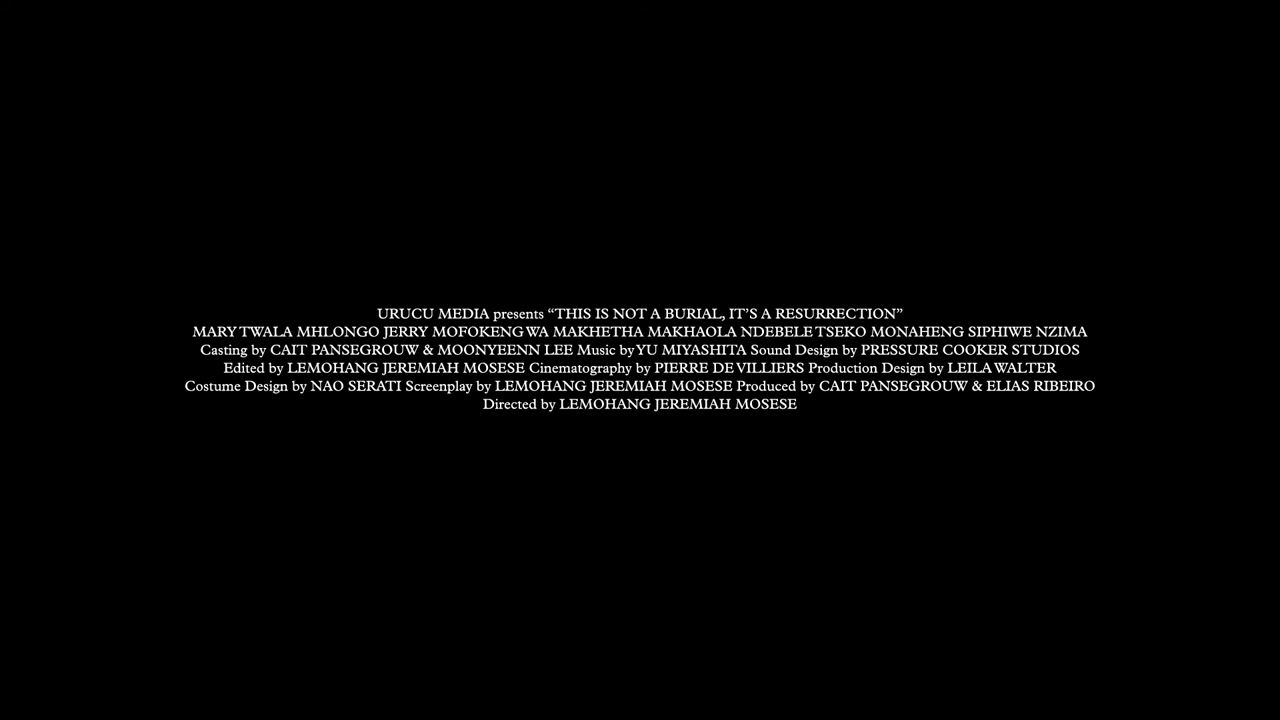 URUCU MEDIA presents “THIS IS NOT A BURIAL, IT’S A RESURRECTION”
MARY TWALA MHLONGO JERRY MOFOKENG WA MAKHETHA MAKHAOLA NDEBELE TSEKO MONAHENG SIPHIWE NZIMA
Casting by CAIT PANSEGROUW & MOONYEENN LEE Music by YU MIYASHITA Sound Design by PRESSURE COOKER STUDIOS
Edited by LEMOHANG JEREMIAH MOSESE Cinematography by PIERRE DE VILLIERS Production Design by LEILA WALTER
Costume Design by NAO SERATI Screenplay by LEMOHANG JEREMIAH MOSESE Produced by CAIT PANSEGROUW & ELIAS RIBEIRO
Directed by LEMOHANG JEREMIAH MOSESE